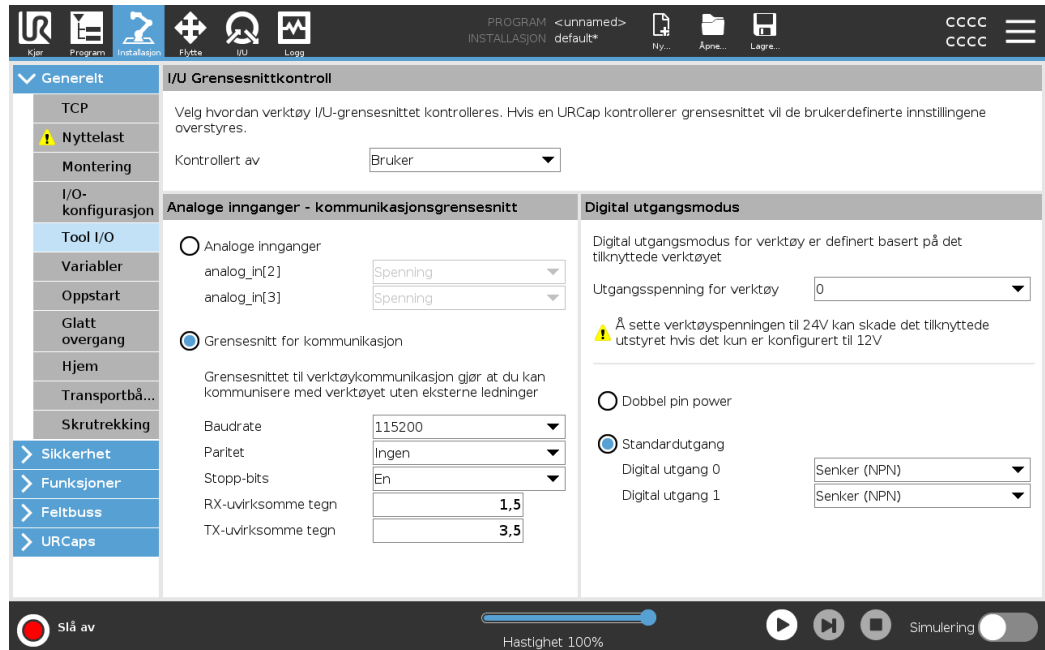 PROGRAM <unnamed>
INSTALLASJON default*
UR
Kjør
Program
Installasjon
Flytte
I/U
Logg
Ny...
Åpne...
Lagre...
cccc
cccc
Generelt
TCP
Nyttelast
Montering
I/O-
konfigurasjon
Tool I/O
Variabler
Oppstart
Glatt
overgang
Hjem
Transportbå...
Skrutrekking
Sikkerhet
Funksjoner
Feltbuss
URCaps
I/U Grensesnittkontroll
Velg hvordan verktøy I/U-grensesnittet kontrolleres. Hvis en URCap kontrollerer grensesnittet vil de brukerdefinerte innstillingene
overstyres.
Kontrollert av Bruker
Analoge innganger - kommunikasjonsgrensesnitt
Analoge innganger
analog_in[2] Spenning
analog_in[3] Spenning
Grensesnitt for kommunikasjon
Grensesnittet til verktøykommunikasjon gjør at du kan
kommunisere med verktøyet uten eksterne ledninger
Baudrate 115200
Paritet Ingen
Stopp-bits En
RX-uvirksomme tegn 1,5
TX-uvirksomme tegn 3,5
Digital utgangsmodus
Digital utgangsmodus for verktøy er definert basert på det
tilknyttede verktøyet
Utgangsspenning for verktøy 0
Å sette verktøyspenningen til 24V kan skade det tilknyttede
utstyret hvis det kun er konfigurert til 12V
Dobbel pin power
Standardutgang
Digital utgang 0 Senker (NPN)
Digital utgang 1 Senker (NPN)
Slå av
Hastighet 100%
Simulering